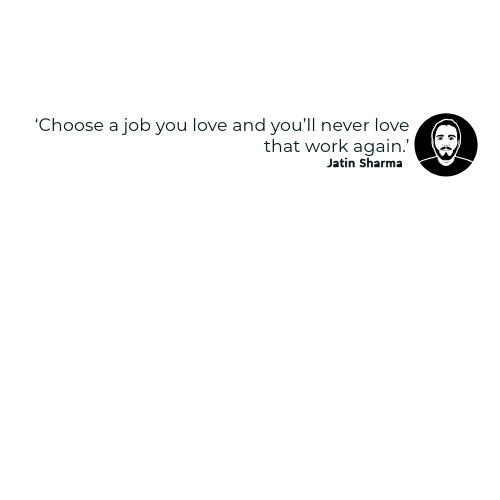 ‘Choose a job you love and you’ll never love
that work again.’
Jatin Sharma